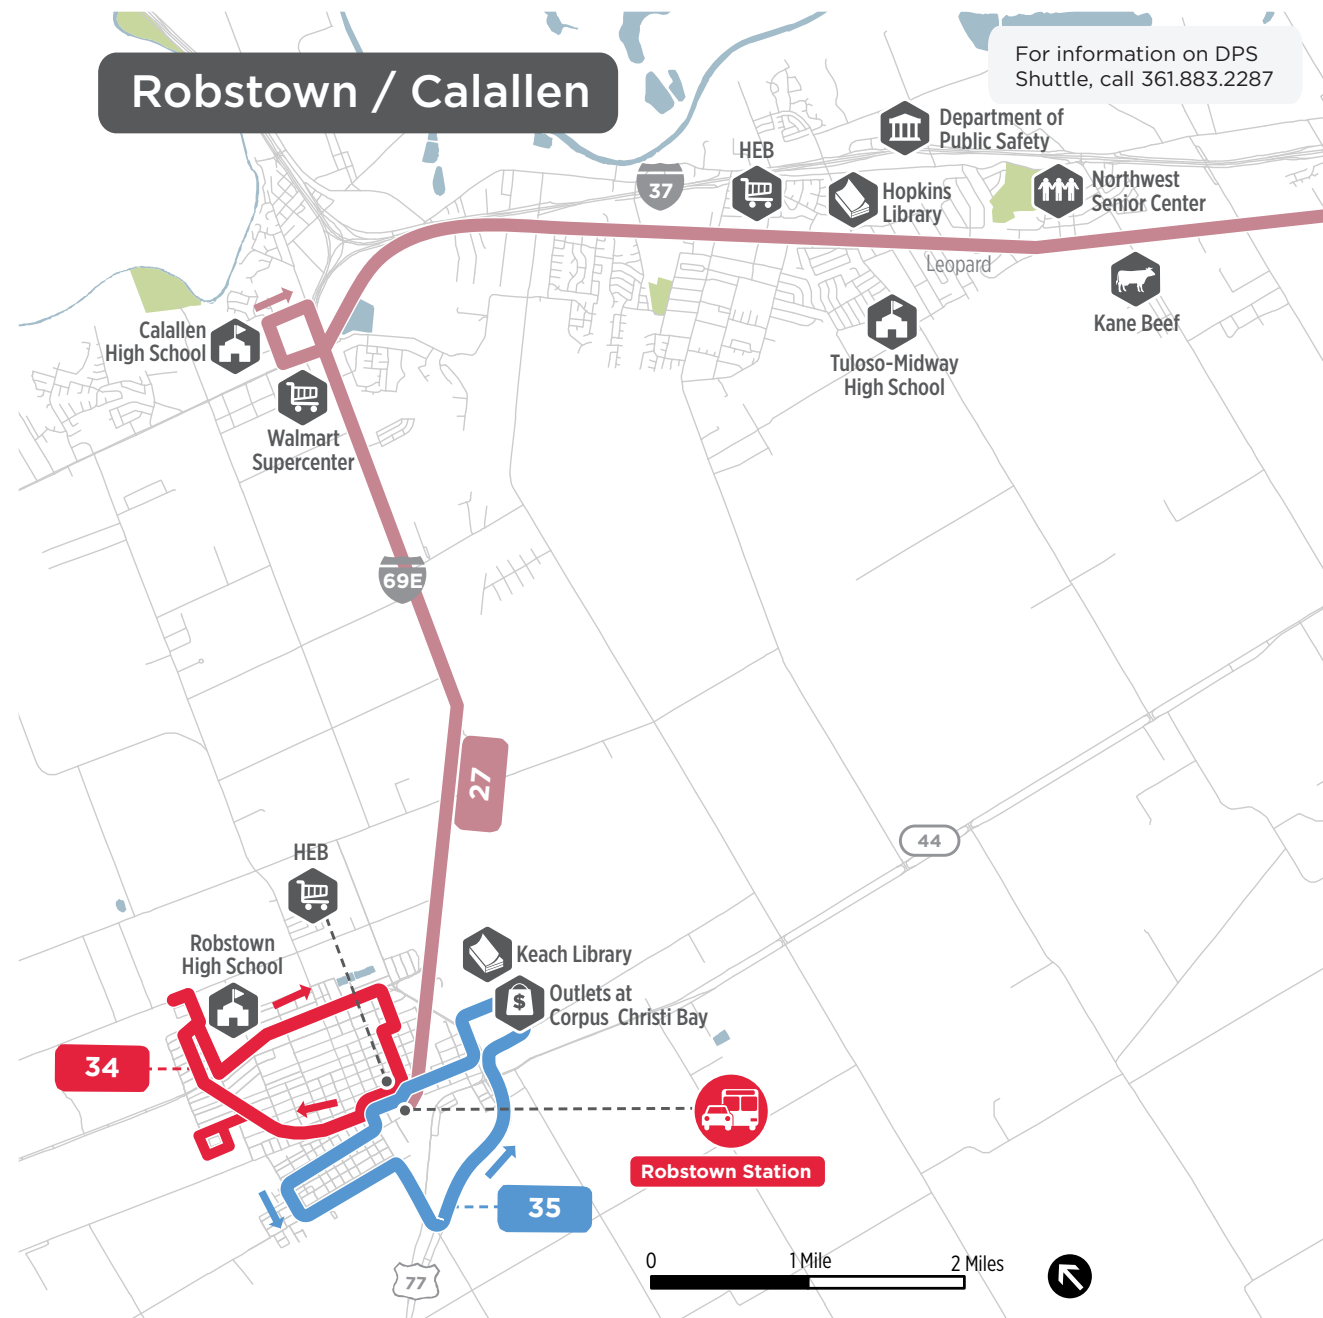 Robstown / Calallen
For information on DPS
Shuttle, call 361.883.2287
Department of
Public Safety
HEB
37
Hopkins
Library
Northwest
Senior Center
Leopard
Kane Beef
Calallen
High School
Tuloso-Midway
High School
Walmart
Supercenter
69E
27
44
HEB
Robstown
High School
Keach Library
$
Outlets at
Corpus Christi Bay
34
Robstown Station
35
77
0
1 Mile
2 Miles